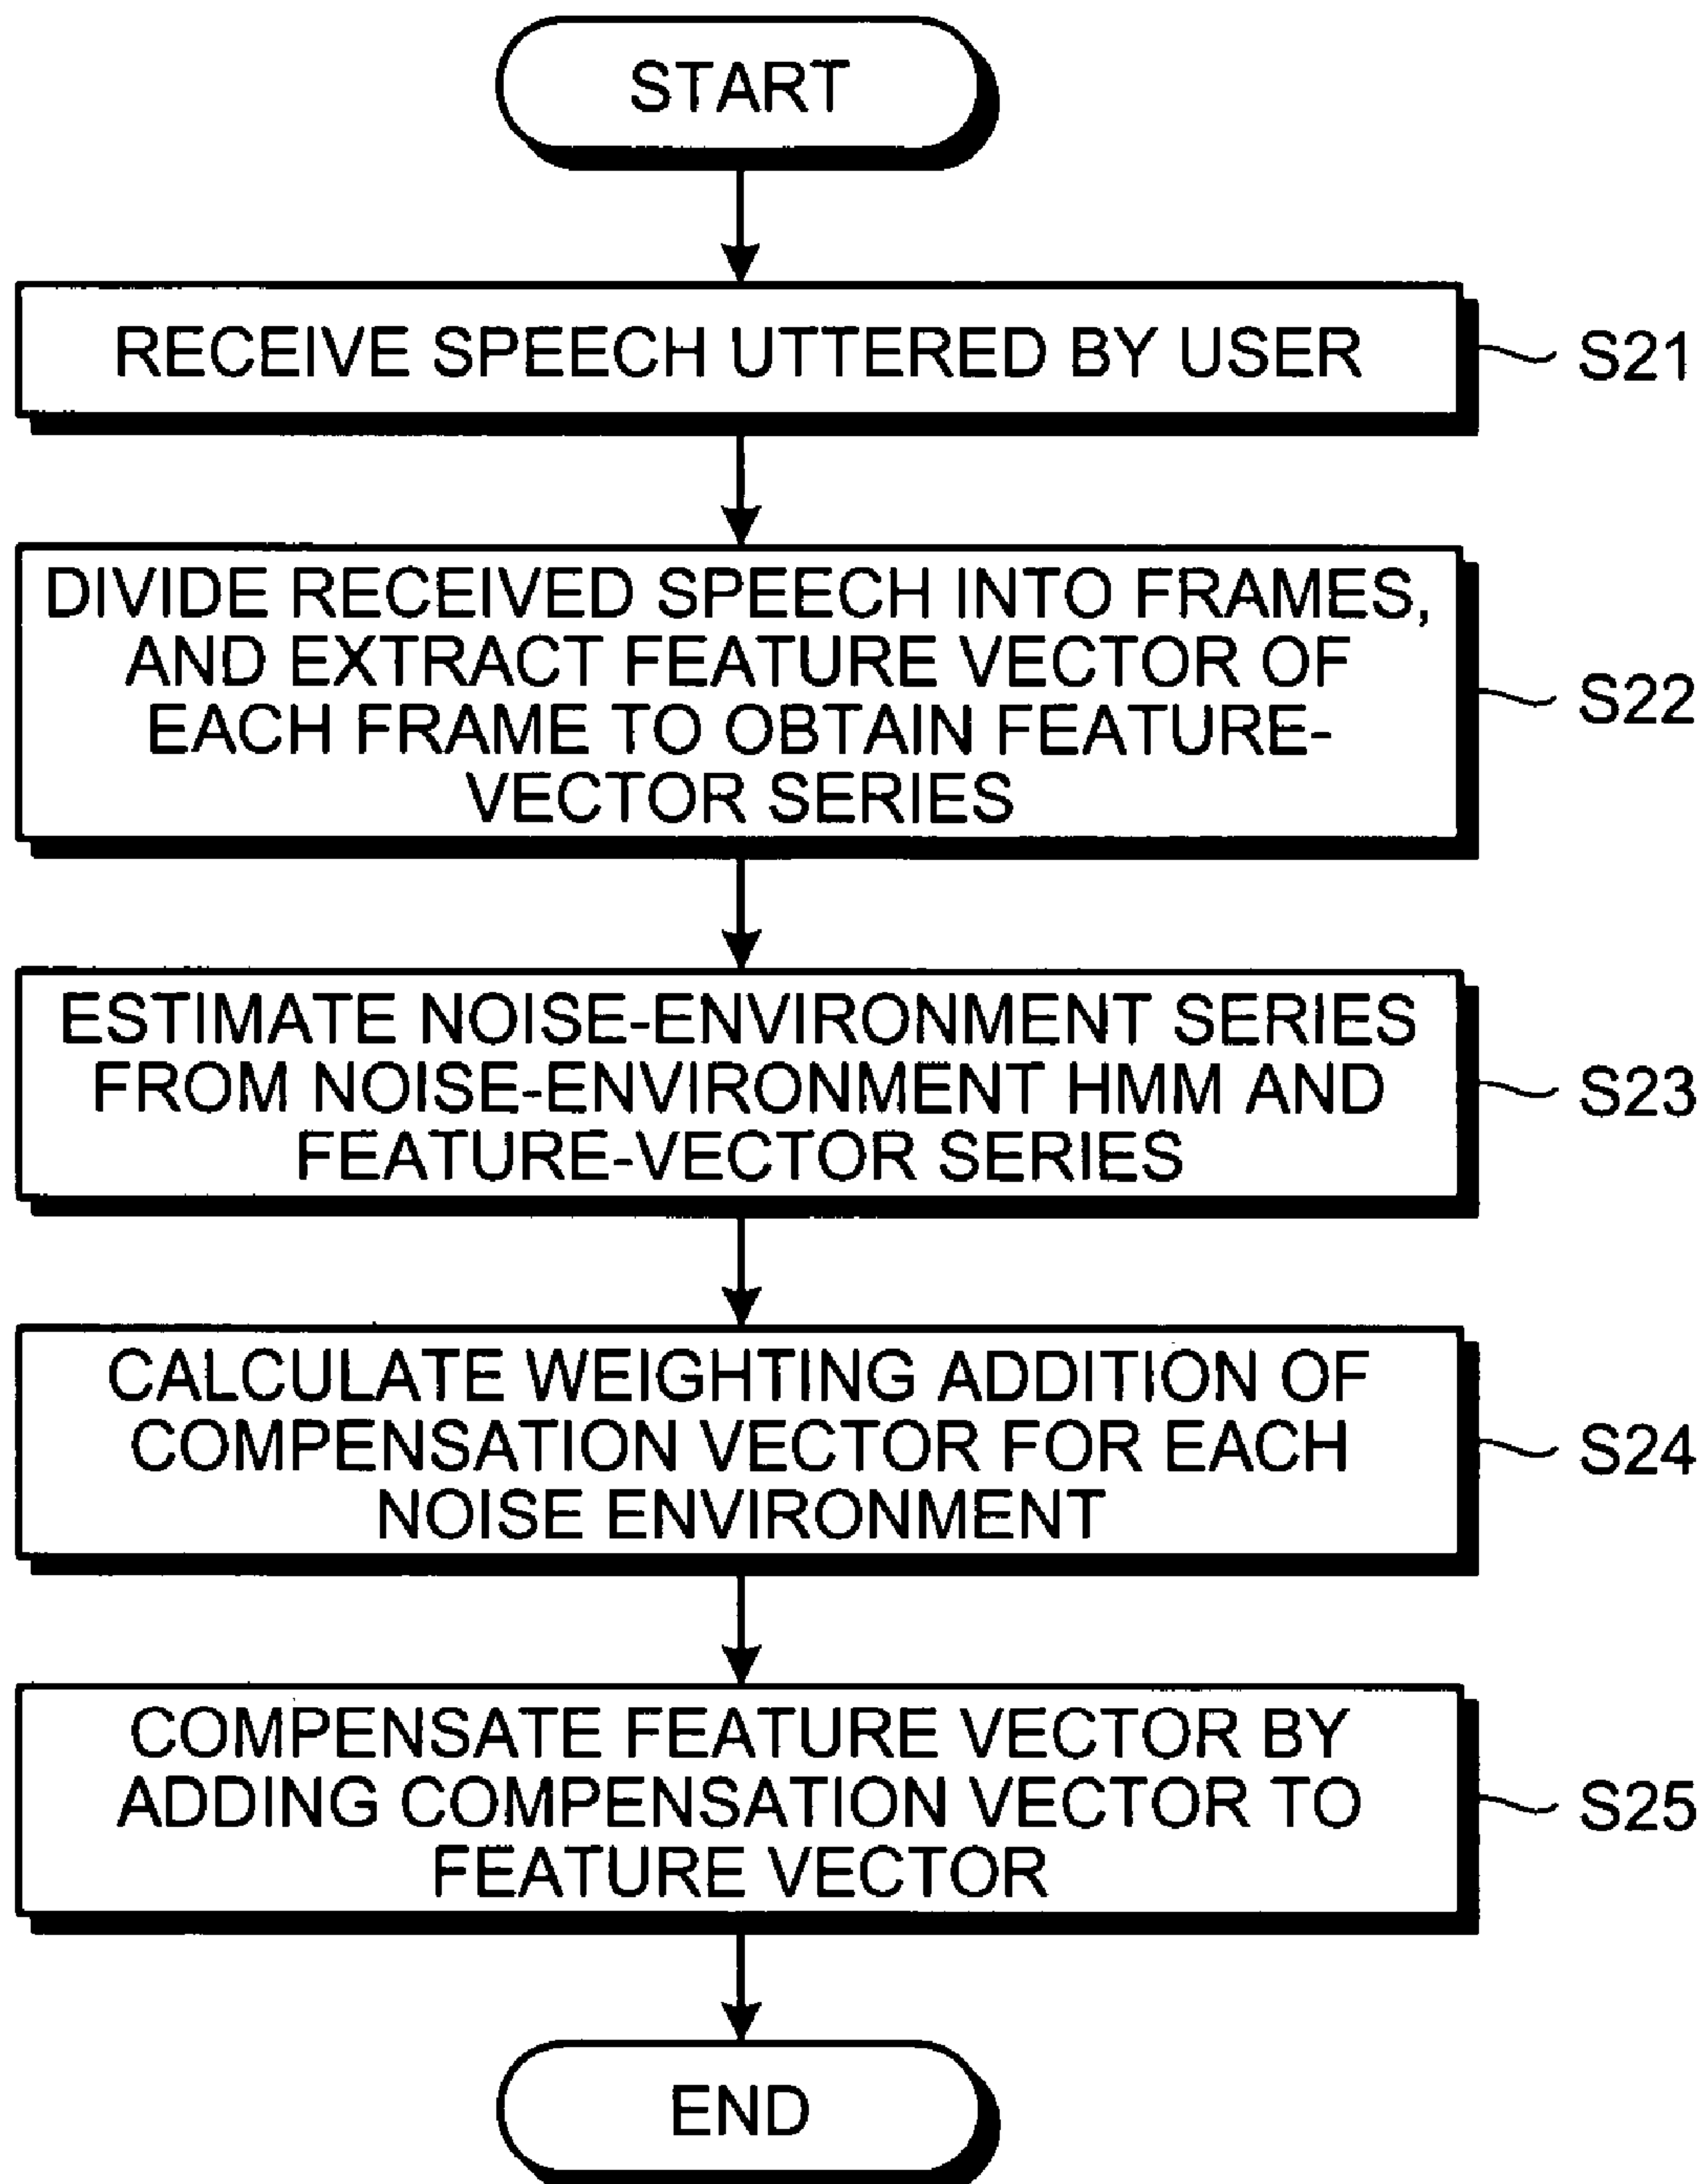 START
RECEIVE SPEECH UTTERED BY USER
S21
DIVIDE RECEIVED SPEECH INTO FRAMES,
AND EXTRACT FEATURE VECTOR OF
EACH FRAME TO OBTAIN FEATURE-
VECTOR SERIES
S22
ESTIMATE NOISE-ENVIRONMENT SERIES
FROM NOISE-ENVIRONMENT HMM AND
FEATURE-VECTOR SERIES
S23
CALCULATE WEIGHTING ADDITION OF
COMPENSATION VECTOR FOR EACH
NOISE ENVIRONMENT
S24
COMPENSATE FEATURE VECTOR BY
ADDING COMPENSATION VECTOR TO
FEATURE VECTOR
S25
END